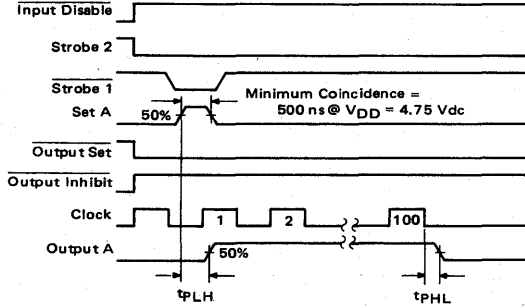 Input Disable
Strobe 2
Strobe 1
Minimum Coincidence =
500 ns @ VDD = 4.75 Vdc
Set A
50%
Output Set
Output Inhibit
Clock
1
2
100
Output A
50%
tPLH
tPHL